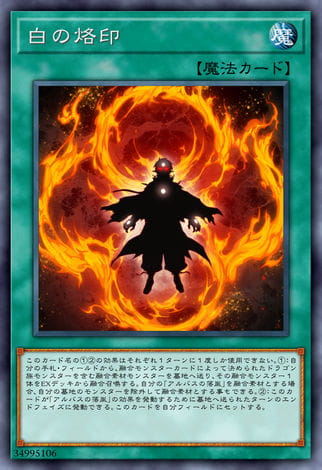 白の烙印
魔
【魔法カード】
このカード名の①②の効果はそれぞれ1ターンに1度しか使用できない。①:自
分の手札・フィールドから、融合モンスターカードによって決められたドラゴン
族モンスターを含む融合素材モンスターを墓地へ送り、その融合モンスター1
体をEXデッキから融合召喚する。自分の「アルバスの落胤」を融合素材とする場
合、自分の墓地のモンスターを除外して融合素材とする事もできる。②:このカ
ードが「アルバスの落胤」の効果を発動するために墓地へ送られたターンのエン
ドフェイズに発動できる。このカードを自分フィールドにセットする。
34995106